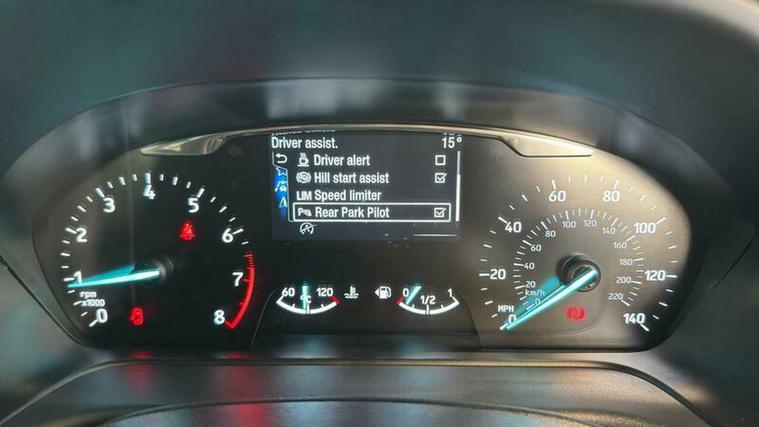 Driver assist. 15°
Driver alert
Hill start assist
LIM Speed limiter
P Rear Park Pilot
0 1 2 3 4 5 6 7 8
rpm
x1000
60 °C 120
0 1/2 1
0 20 40 60 80 100 120 140
MPH
0 20 40 60 80 100 120 140 160 180 200 220
km/h